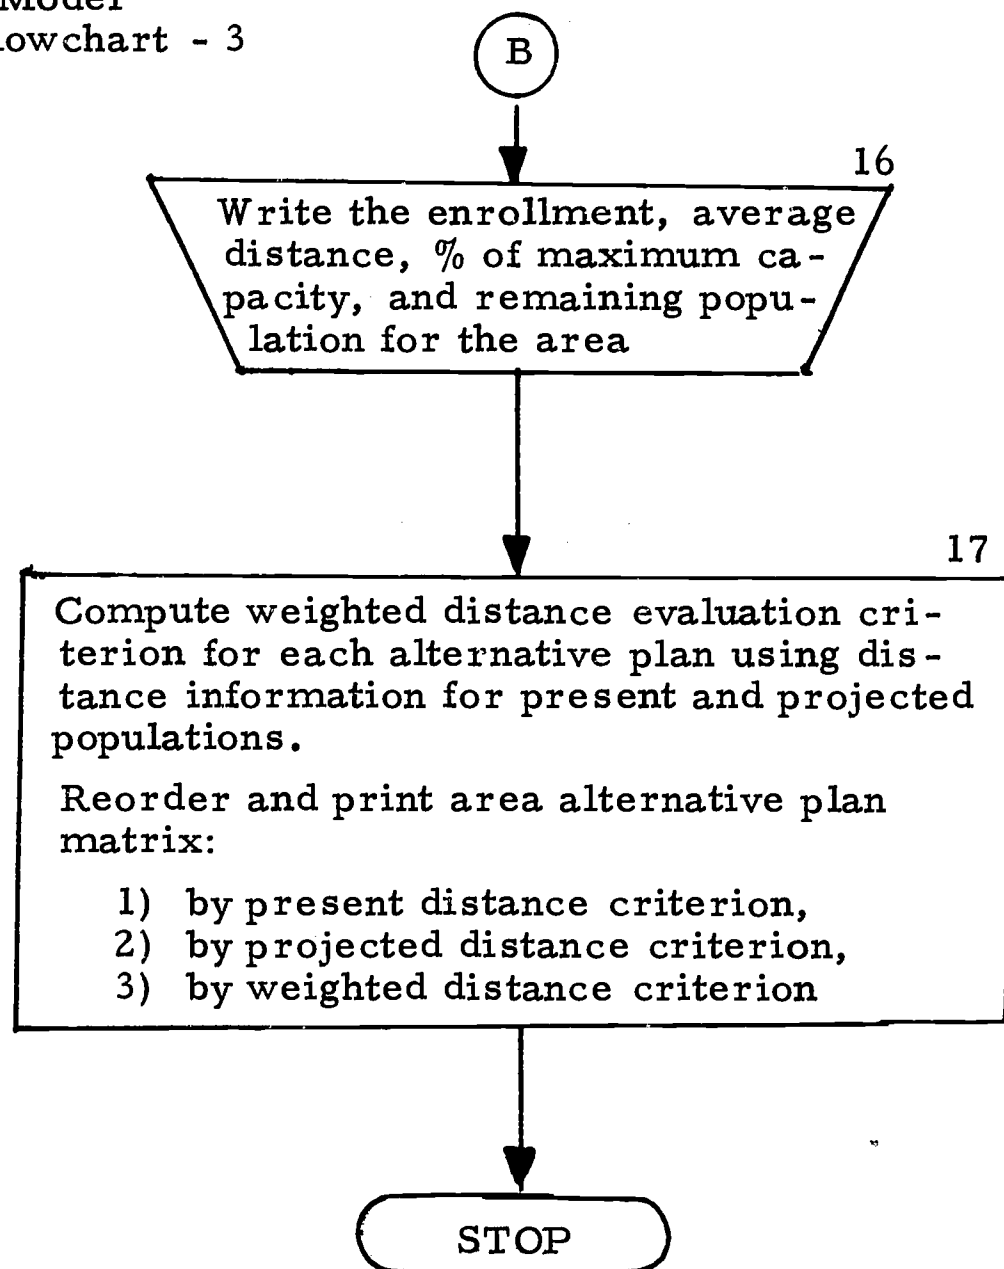 Model
lowchart - 3
B
16
Write the enrollment, average
distance, % of maximum ca-
pacity, and remaining popu-
lation for the area
17
Compute weighted distance evaluation cri-
terion for each alternative plan using dis-
tance information for present and projected
populations.
Reorder and print area alternative plan
matrix:
1) by present distance criterion,
2) by projected distance criterion,
3) by weighted distance criterion
STOP